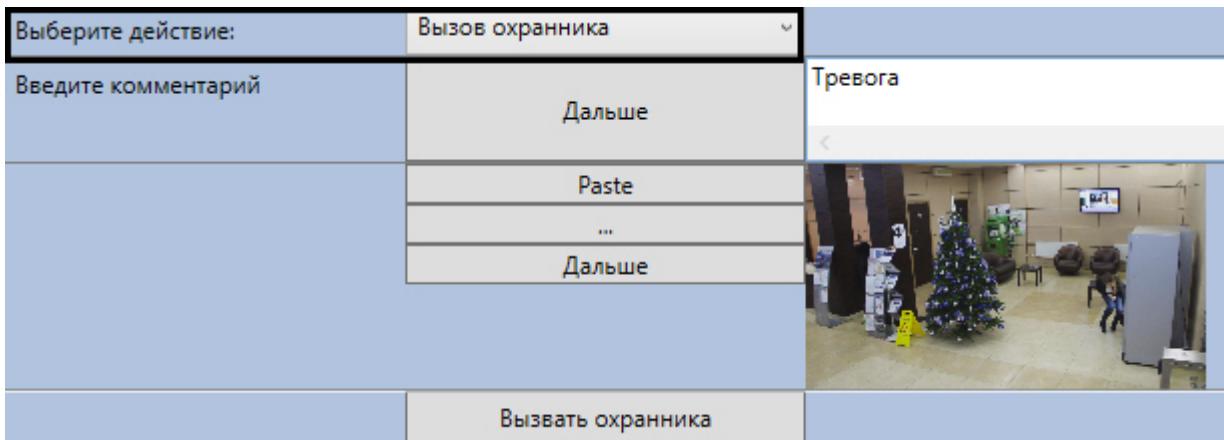 Выберите действие:
Вызов охранника
Введите комментарий
Дальше
Тревога
Paste
...
Дальше
Вызвать охранника